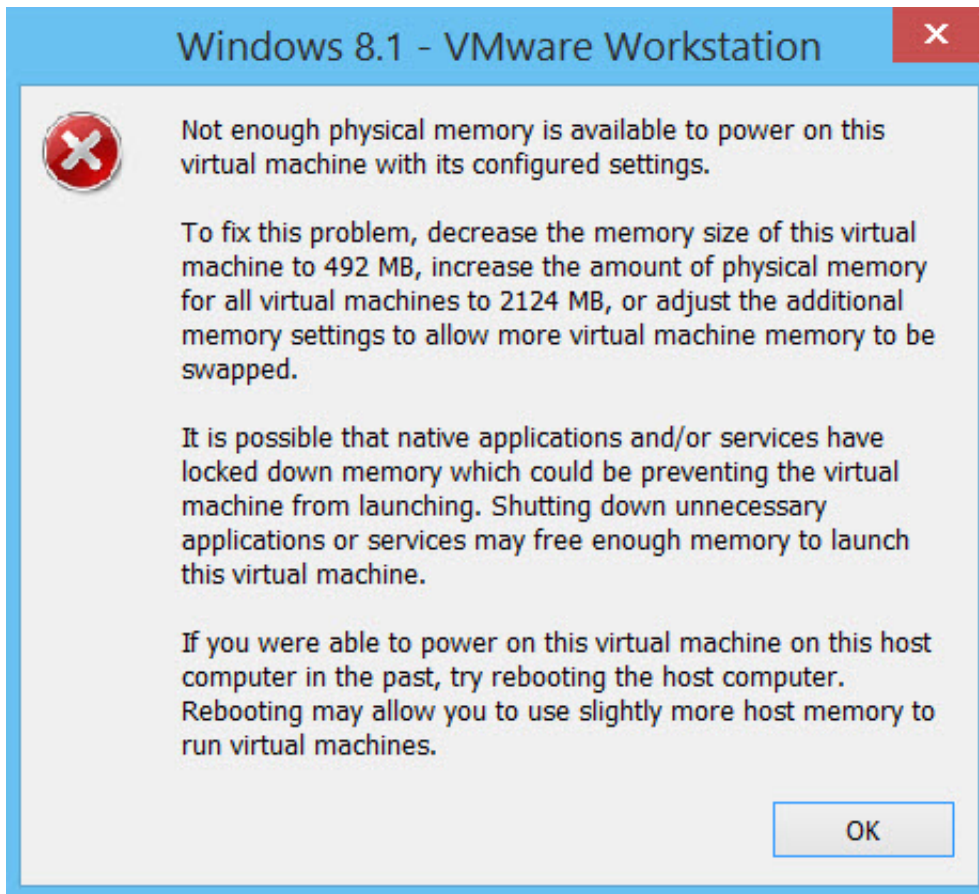 Windows 8.1 - VMware Workstation
Not enough physical memory is available to power on this
virtual machine with its configured settings.
To fix this problem, decrease the memory size of this virtual
machine to 492 MB, increase the amount of physical memory
for all virtual machines to 2124 MB, or adjust the additional
memory settings to allow more virtual machine memory to be
swapped.
It is possible that native applications and/or services have
locked down memory which could be preventing the virtual
machine from launching. Shutting down unnecessary
applications or services may free enough memory to launch
this virtual machine.
If you were able to power on this virtual machine on this host
computer in the past, try rebooting the host computer.
Rebooting may allow you to use slightly more host memory to
run virtual machines.
OK